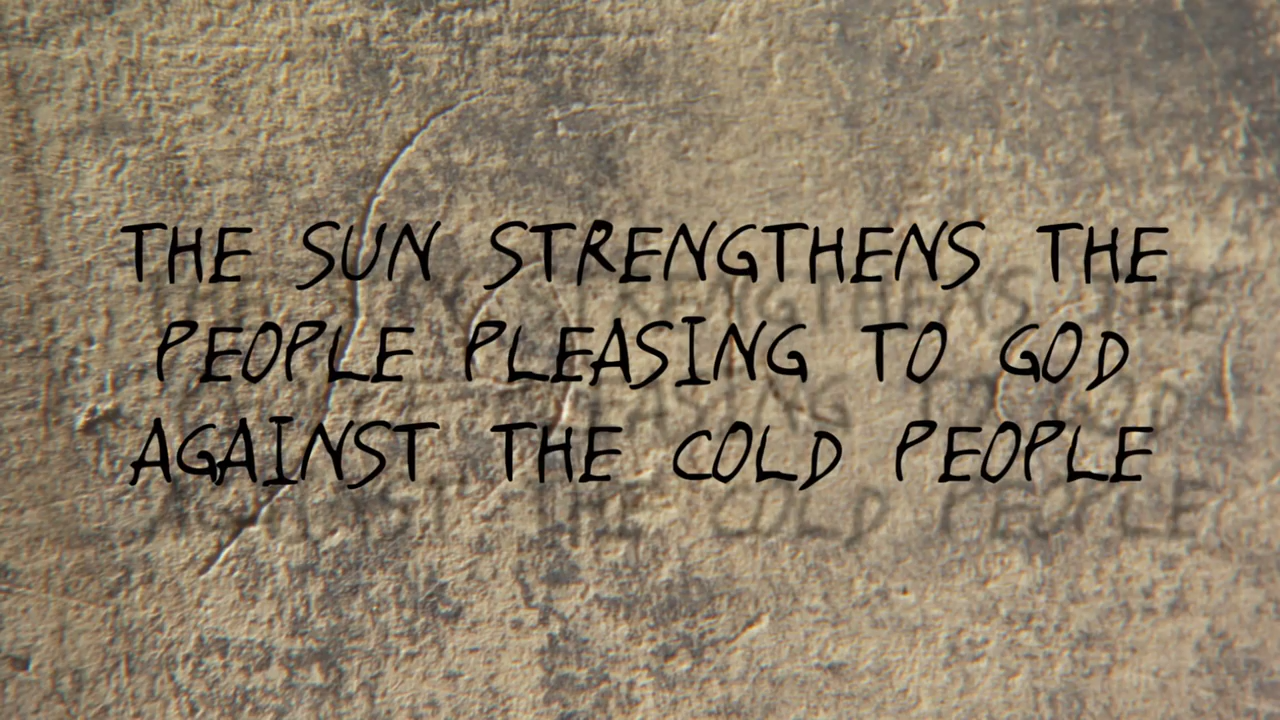 THE SUN STRENGTHENS THE
PEOPLE PLEASING TO GOD
AGAINST THE COLD PEOPLE